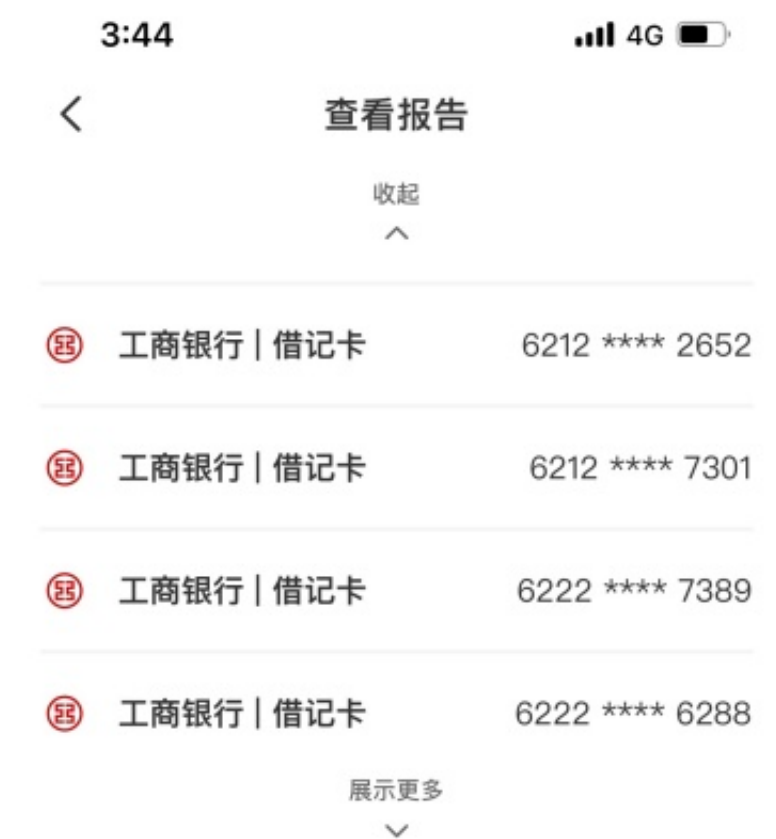 3:44 4G
查看报告
收起
工商银行 | 借记卡 6212 **** 2652
工商银行 | 借记卡 6212 **** 7301
工商银行 | 借记卡 6222 **** 7389
工商银行 | 借记卡 6222 **** 6288
展示更多